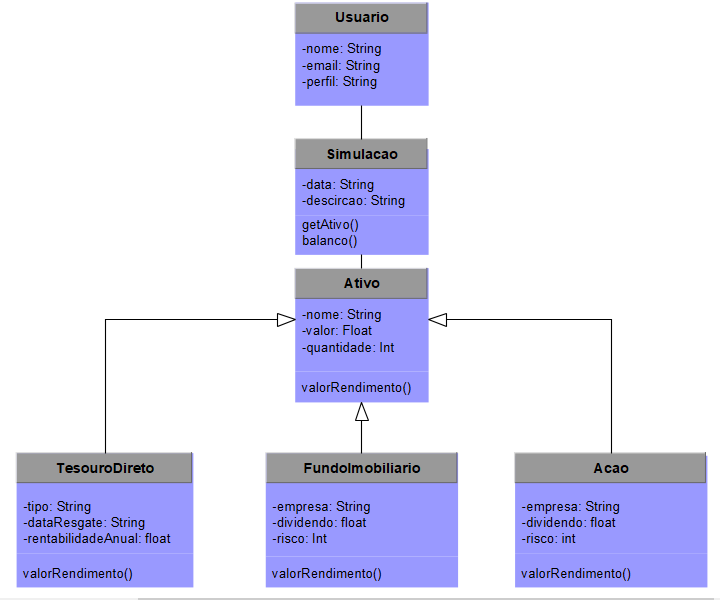 Usuario
-nome: String
-email: String
-perfil: String
Simulacao
-data: String
-descircao: String
getAtivo()
balanco()
Ativo
-nome: String
-valor: Float
-quantidade: Int
valorRendimento()
TesouroDireto
-tipo: String
-dataResgate: String
-rentabilidadeAnual: float
valorRendimento()
FundoImobiliario
-empresa: String
-dividendo: float
-risco: Int
valorRendimento()
Acao
-empresa: String
-dividendo: float
-risco: int
valorRendimento()